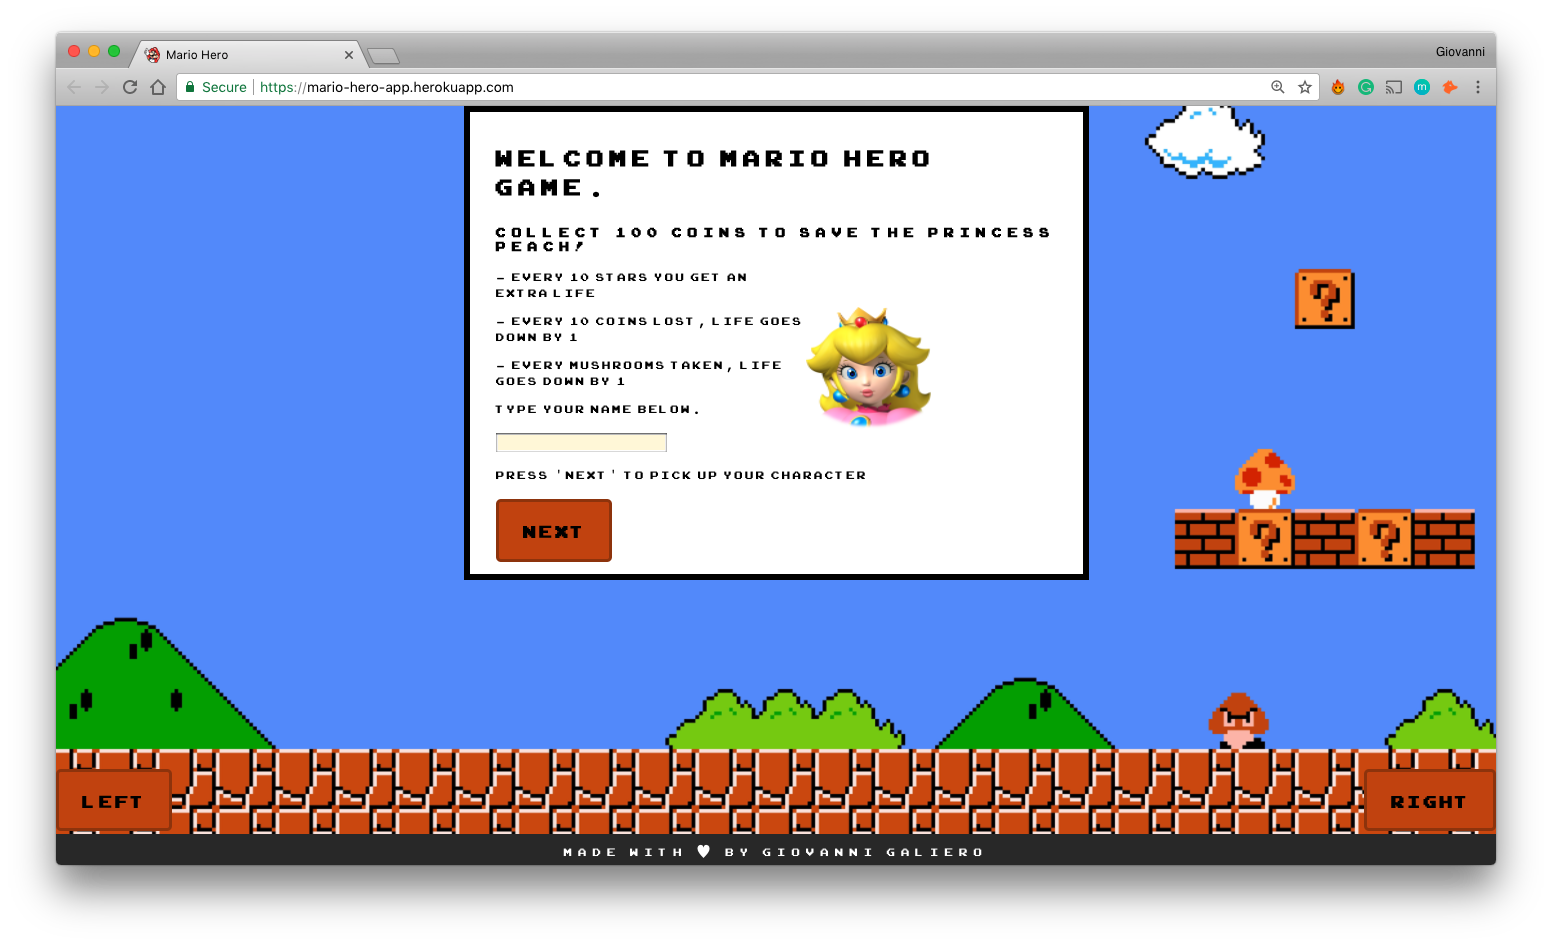 Mario Hero
Giovanni
Secure https://mario-hero-app.herokuapp.com
WELCOME TO MARIO HERO
GAME.
COLLECT 100 COINS TO SAVE THE PRINCESS
PEACH!
- EVERY 10 STARS YOU GET AN
EXTRA LIFE
- EVERY 10 COINS LOST, LIFE GOES
DOWN BY 1
- EVERY MUSHROOMS TAKEN, LIFE
GOES DOWN BY 1
TYPE YOUR NAME BELOW.
PRESS 'NEXT' TO PICK UP YOUR CHARACTER
NEXT
?
? ?
LEFT
RIGHT
MADE WITH ♥ BY GIOVANNI GALIERO